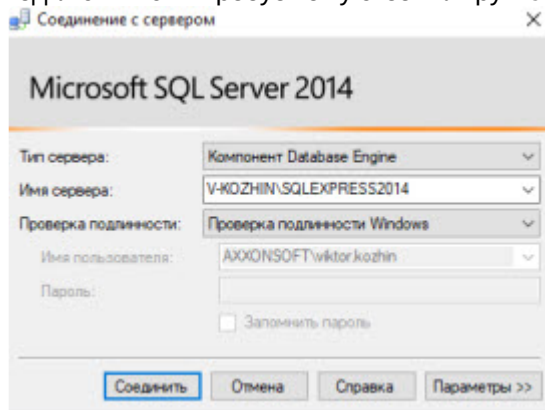 Соединение с сервером
Microsoft SQL Server 2014
Тип сервера: Компонент Database Engine
Имя сервера: V-KOZHIN\SQLEXPRESS2014
Проверка подлинности: Проверка подлинности Windows
Имя пользователя: AXXONSOFT\viktor.kozhin
Пароль:
Запомнить пароль
Соединить Отмена Справка Параметры >>